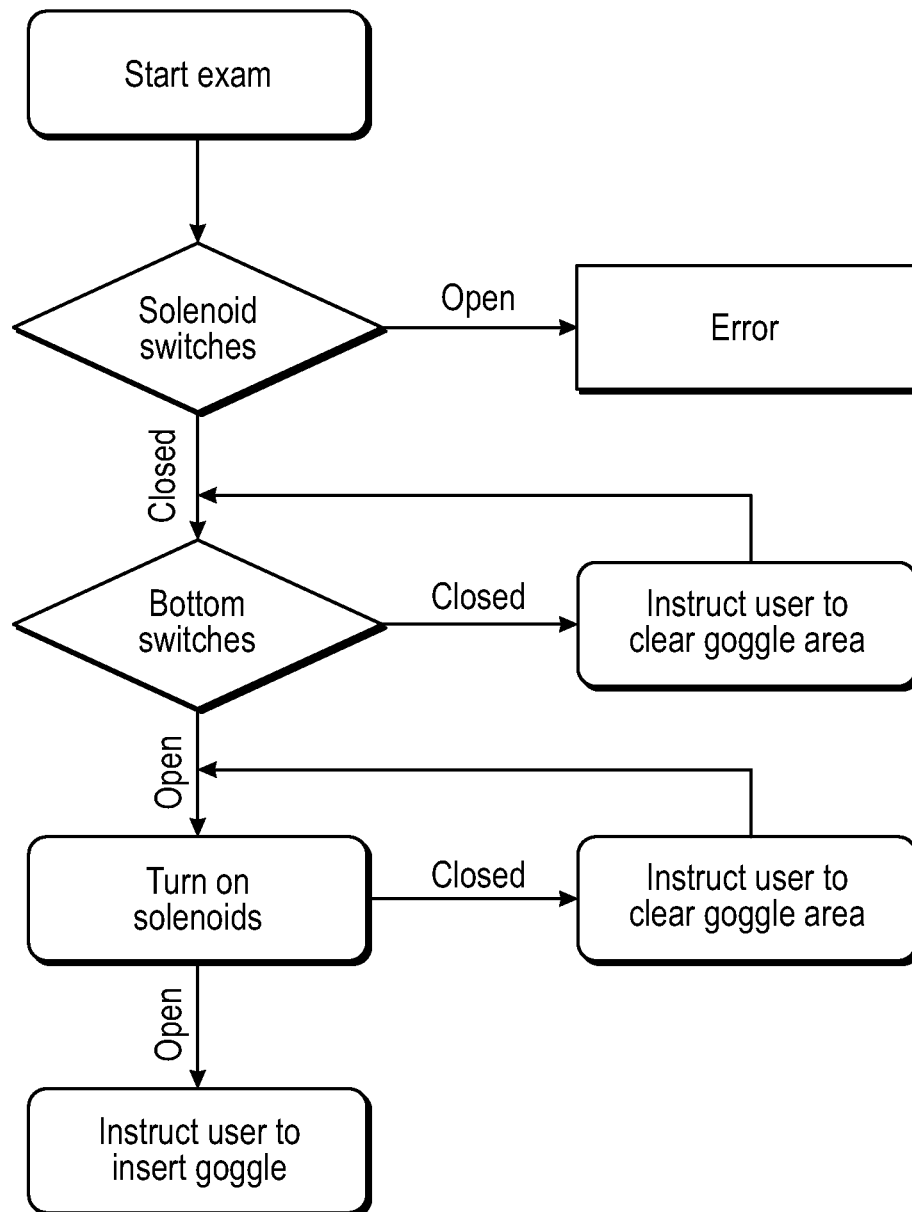 Start exam
Solenoid
switches
Open
Error
Closed
Bottom
switches
Closed
Instruct user to
clear goggle area
Open
Turn on
solenoids
Closed
Instruct user to
clear goggle area
Open
Instruct user to
insert goggle